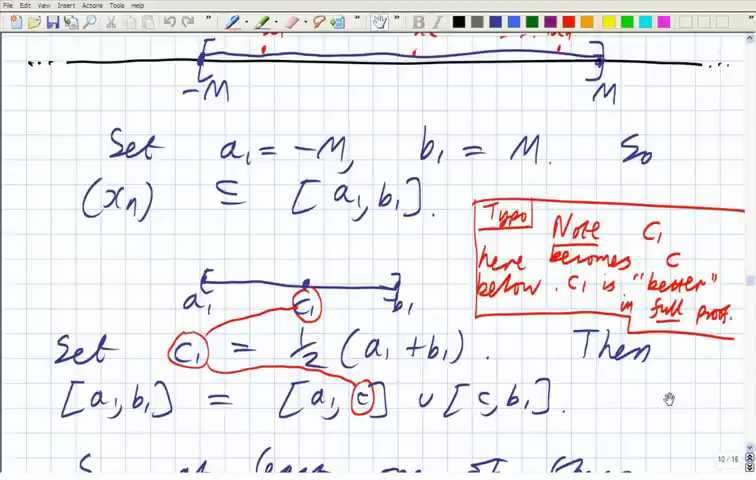 File Edit View Insert Actions Tools Help
B I U
... [ ] ...
-M M
Set a₁ = -M, b₁ = M. So
(xₙ) ⊆ [a₁, b₁].
Typo Note c₁
here becomes c
below. c₁ is "better"
in full proof.
a₁ c₁ b₁
Set c₁ = 1/2 (a₁ + b₁). Then
[a₁, b₁] = [a₁, c] ∪ [c, b₁].
10 / 16